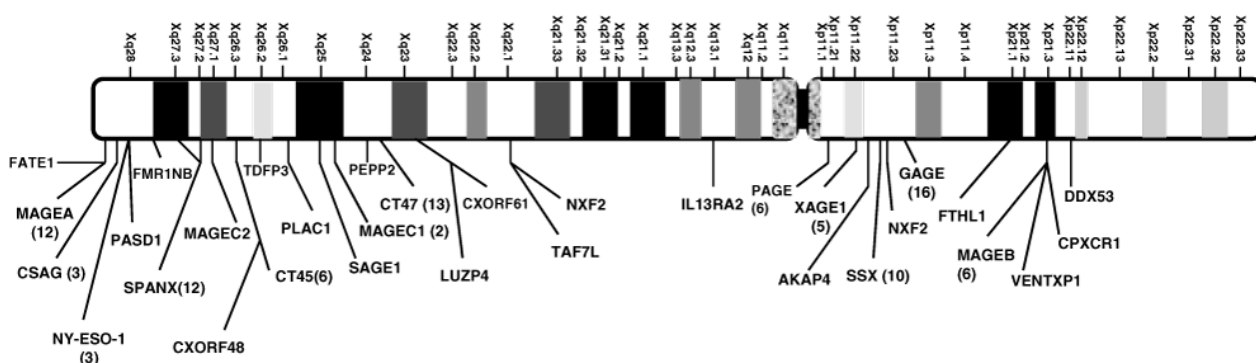 Xq28
Xq27.3
Xq27.2
Xq27.1
Xq26.3
Xq26.2
Xq26.1
Xq25
Xq24
Xq23
Xq22.3
Xq22.2
Xq22.1
Xq21.33
Xq21.32
Xq21.31
Xq21.2
Xq21.1
Xq13.3
Xq12.3
Xq13.1
Xq12
Xq11.2
Xq11.1
Xp11.1
Xp11.21
Xp11.22
Xp11.23
Xp11.3
Xp11.4
Xp21.1
Xp21.2
Xp21.3
Xp22.11
Xp22.12
Xp22.13
Xp22.2
Xp22.31
Xp22.32
Xp22.33
FATE1
MAGEA
(12)
CSAG (3)
NY-ESO-1
(3)
PASD1
FMR1NB
SPANX(12)
MAGEC2
CXORF48
TDFP3
CT45(6)
PLAC1
SAGE1
MAGEC1 (2)
PEPP2
CT47 (13)
LUZP4
CXORF61
NXF2
TAF7L
IL13RA2
PAGE
(6)
XAGE1
(5)
AKAP4
SSX (10)
NXF2
GAGE
(16)
FTHL1
MAGEB
(6)
VENTXP1
CPXCR1
DDX53